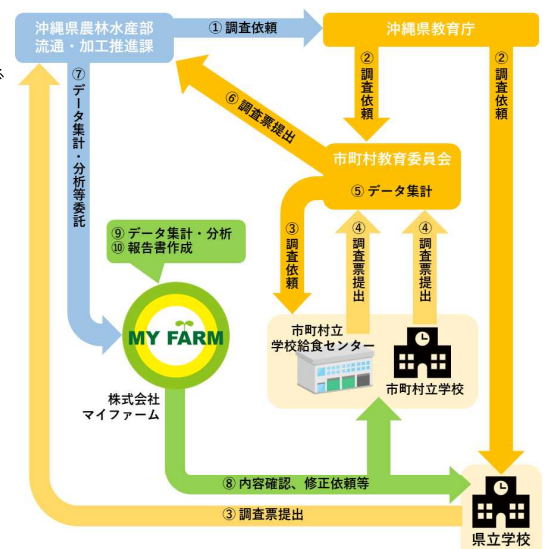 沖縄県農林水産部
流通・加工推進課
① 調査依頼
沖縄県教育庁
② 調査依頼
② 調査依頼
⑦ データ集計・分析等委託
⑥ 調査票提出
市町村教育委員会
⑤ データ集計
⑨ データ集計・分析
⑩ 報告書作成
③ 調査依頼
④ 調査票提出
④ 調査票提出
MY FARM
市町村立
学校給食センター
市町村立学校
株式会社
マイファーム
⑧ 内容確認、修正依頼等
③ 調査票提出
県立学校